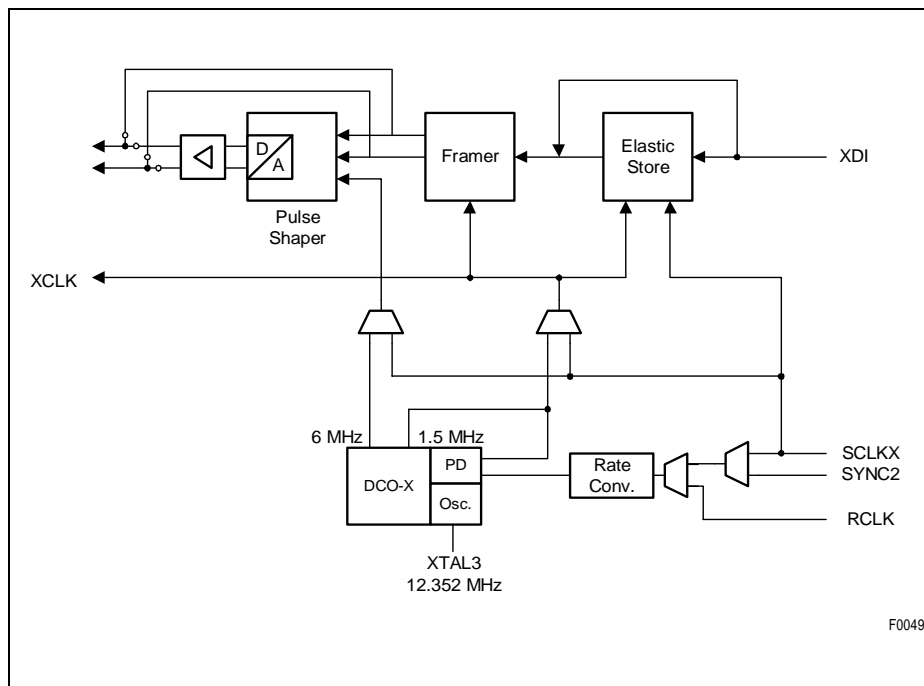 D
A
Framer
Elastic
Store
XDI
Pulse
Shaper
XCLK
6 MHz
1.5 MHz
DCO-X
PD
Osc.
Rate
Conv.
SCLKX
SYNC2
RCLK
XTAL3
12.352 MHz
F0049